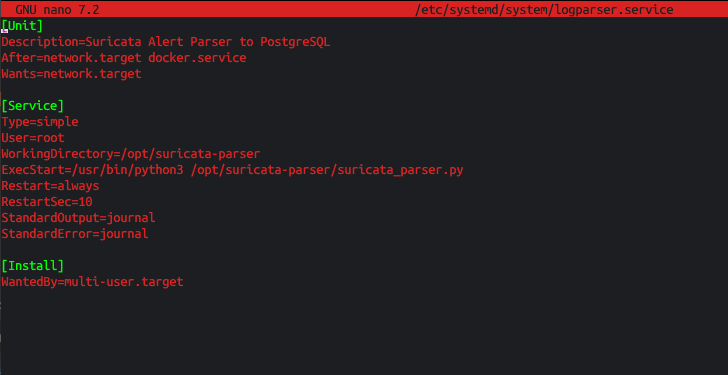 GNU nano 7.2 /etc/systemd/system/logparser.service
[Unit]
Description=Suricata Alert Parser to PostgreSQL
After=network.target docker.service
Wants=network.target
[Service]
Type=simple
User=root
WorkingDirectory=/opt/suricata-parser
ExecStart=/usr/bin/python3 /opt/suricata-parser/suricata_parser.py
Restart=always
RestartSec=10
StandardOutput=journal
StandardError=journal
[Install]
WantedBy=multi-user.target